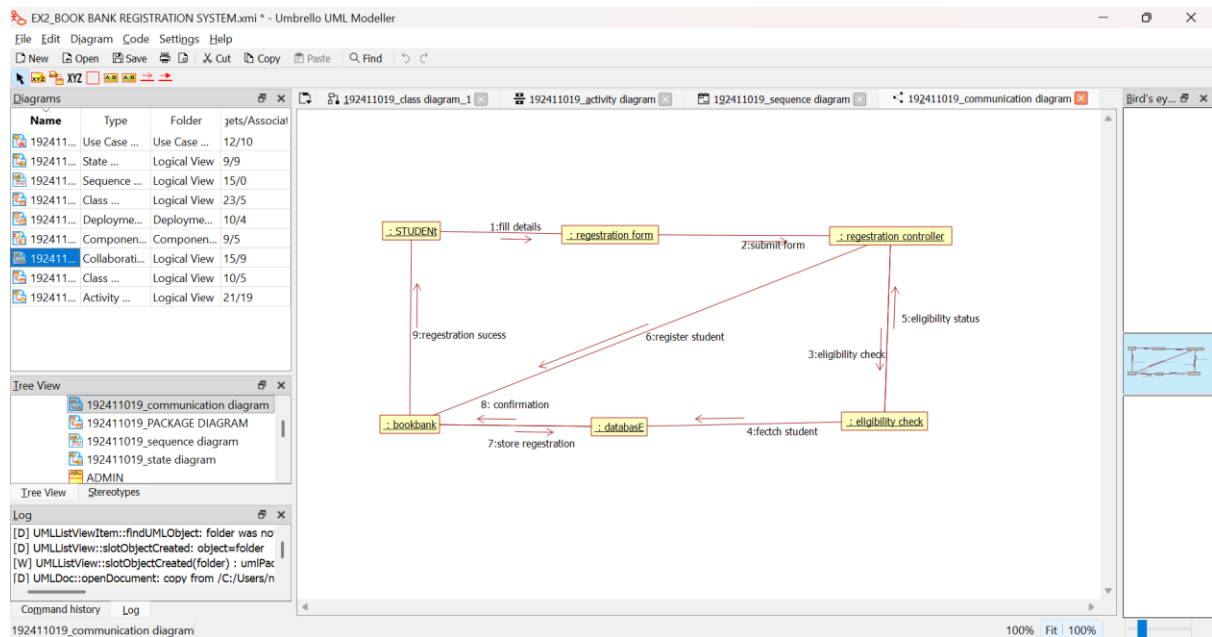 EX2_BOOK BANK REGISTRATION SYSTEM.xmi * - Umbrello UML Modeller
File Edit Diagram Code Settings Help
New Open Save Cut Copy Paste Find
XYZ XYZ XYZ A.B A.B
Diagrams
192411019_class diagram_1 192411019_activity diagram 192411019_sequence diagram 192411019_communication diagram
Bird's ey...
Name Type Folder gets/Associat
192411... Use Case ... Use Case ... 12/10
192411... State ... Logical View 9/9
192411... Sequence ... Logical View 15/0
192411... Class ... Logical View 23/5
192411... Deployme... Deployme... 10/4
192411... Componen... Componen... 9/5
192411... Collaborati... Logical View 15/9
192411... Class ... Logical View 10/5
192411... Activity ... Logical View 21/19
: STUDENt
1:fill details
: regestration form
2:submit form
: regestration controller
5:eligibility status
9:regestration sucess
6:register student
3:eligibility check
8: confirmation
: bookbank
: databasE
4:fectch student
: eligibility check
7:store regestration
Tree View
192411019_communication diagram
192411019_PACKAGE DIAGRAM
192411019_sequence diagram
192411019_state diagram
ADMIN
Tree View Stereotypes
Log
[D] UMLListViewItem::findUMLObject: folder was no
[D] UMLListView::slotObjectCreated: object=folder
[W] UMLListView::slotObjectCreated(folder) : umlPac
[D] UMLDoc::openDocument: copy from /C:/Users/n
Command history Log
192411019_communication diagram
100% Fit 100%